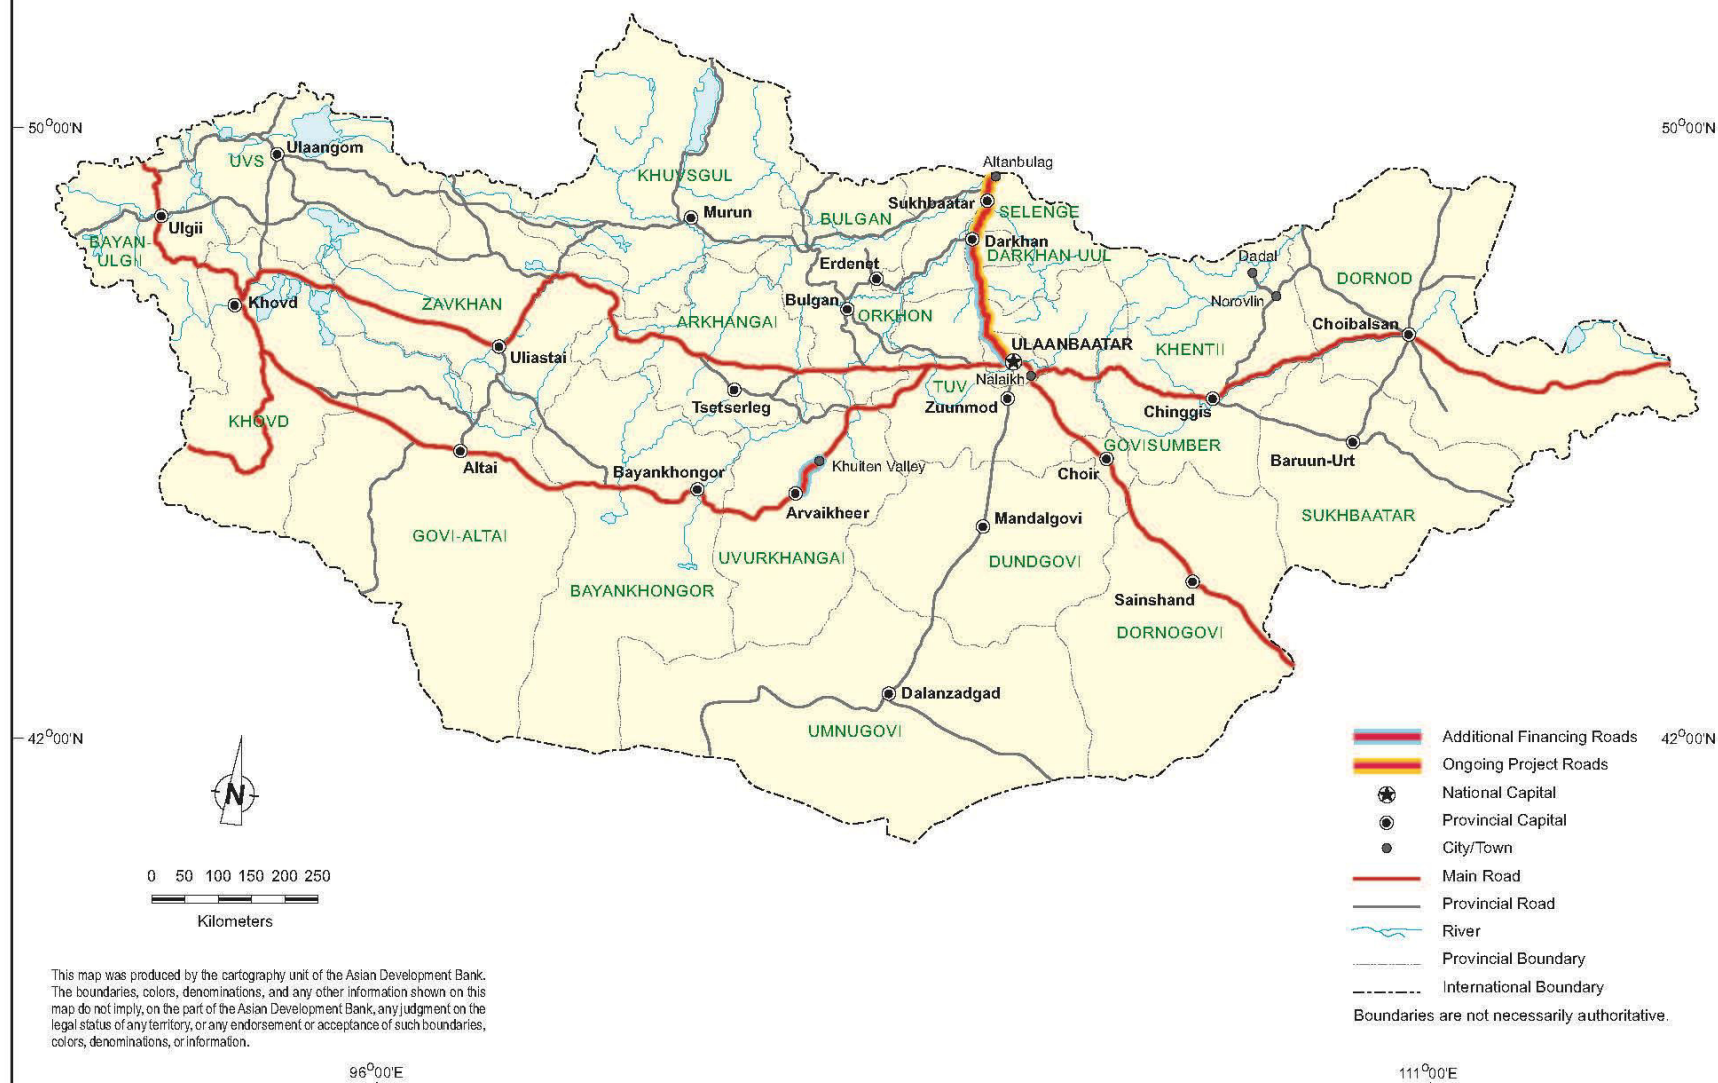 50°00'N
50°00'N
Altanbulag
Ulaangom
UVS
KHUVSGUL
Sukhbaatar
SELENGE
Murun
BULGAN
Ulgii
BAYAN-
ULGII
Darkhan
DARKHAN-UUL
Dadal
Erdenet
DORNOD
Khovd
ZAVKHAN
Bulgan
Norovlin
ORKHON
ARKHANGAI
Choibalsan
ULAANBAATAR
KHENTII
Uliastai
Nalaikh
TUV
Tsetserleg
Zuunmod
Chinggis
KHOVD
GOVISUMBER
Baruun-Urt
Altai
Bayankhongor
Khuiten Valley
Choir
Arvaikheer
Mandalgovi
SUKHBAATAR
GOVI-ALTAI
UVURKHANGAI
DUNDGOVI
BAYANKHONGOR
Sainshand
DORNOGOVI
Dalanzadgad
UMNUGOVI
42°00'N
42°00'N
Additional Financing Roads
Ongoing Project Roads
National Capital
Provincial Capital
City/Town
Main Road
Provincial Road
River
Provincial Boundary
International Boundary
Boundaries are not necessarily authoritative.
N
0 50 100 150 200 250
Kilometers
This map was produced by the cartography unit of the Asian Development Bank.
The boundaries, colors, denominations, and any other information shown on this
map do not imply, on the part of the Asian Development Bank, any judgment on the
legal status of any territory, or any endorsement or acceptance of such boundaries,
colors, denominations, or information.
96°00'E
111°00'E